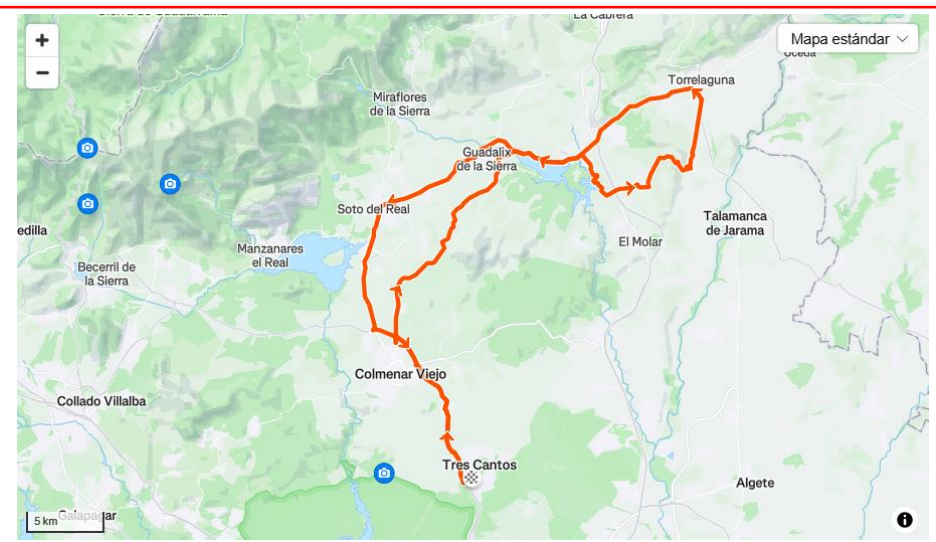 La Cabrera
+
Mapa estándar
−
Torrelaguna
Miraflores
de la Sierra
Guadalix
de la Sierra
Soto del Real
Talamanca
de Jarama
edilla
El Molar
Manzanares
el Real
Becerril de
la Sierra
Colmenar Viejo
Collado Villalba
Tres Cantos
Algete
5 km
Galapagar